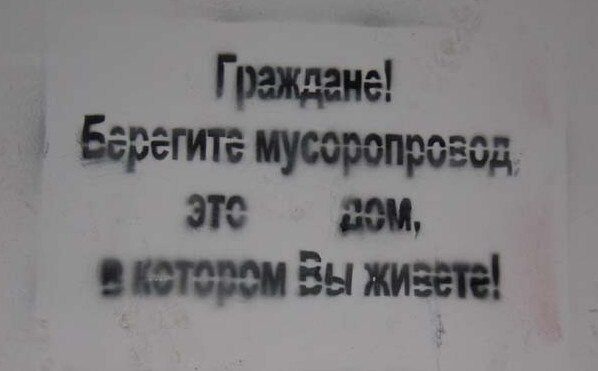 Граждане!
Берегите мусоропровод,
это дом,
в котором Вы живете!